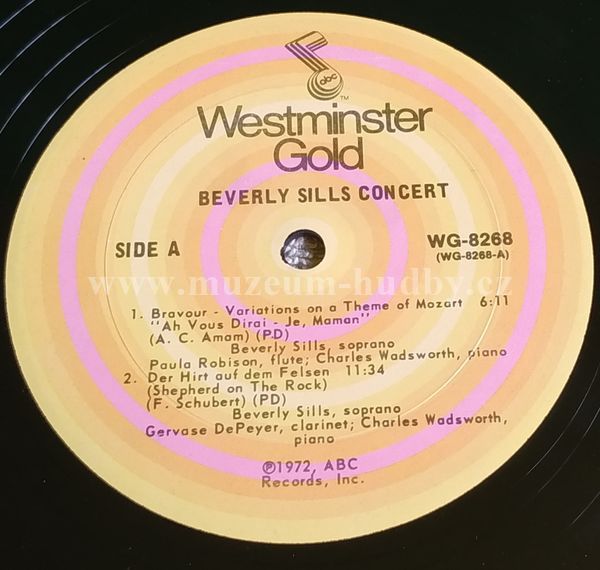 abc
TM
Westminster
Gold
BEVERLY SILLS CONCERT
SIDE A
WG-8268
(WG-8268-A)
www.muzeum-hudby.cz
1. Bravour - Variations on a Theme of Mozart 6:11
"Ah Vous Dirai - Je, Maman"
(A. C. Amam) (PD)
Beverly Sills, soprano
Paula Robison, flute; Charles Wadsworth, piano
2. Der Hirt auf dem Felsen 11:34
(Shepherd on The Rock)
(F. Schubert) (PD)
Beverly Sills, soprano
Gervase DePeyer, clarinet; Charles Wadsworth,
piano
℗1972, ABC
Records, Inc.